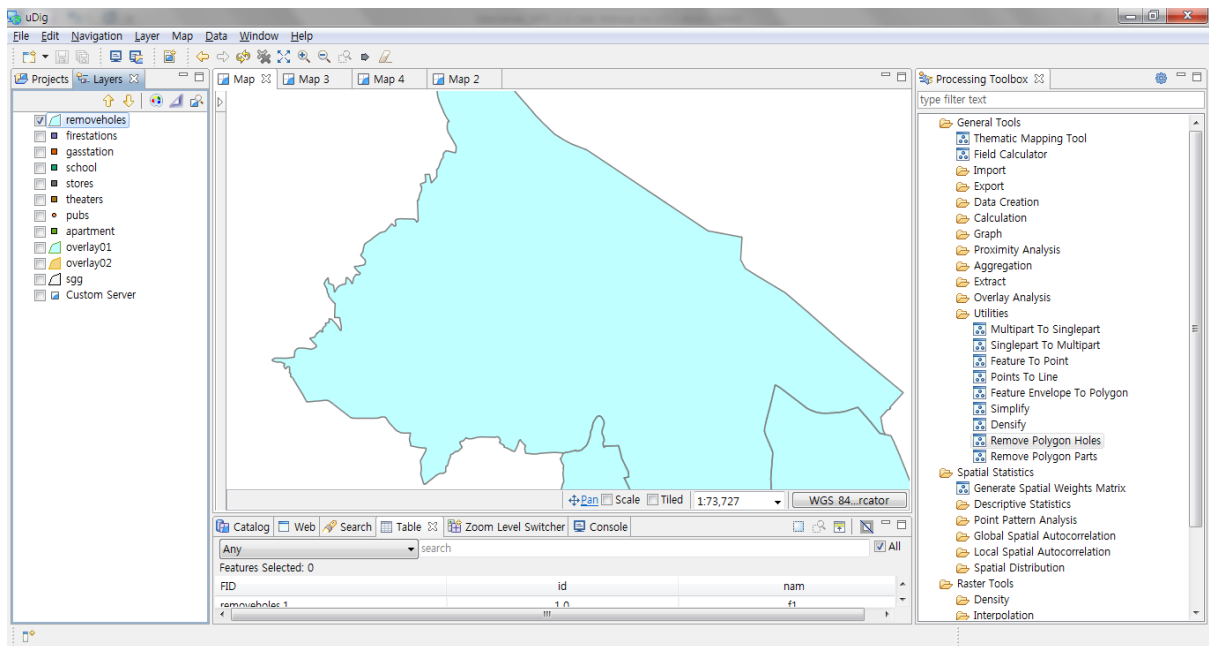 uDig
File Edit Navigation Layer Map Data Window Help
Projects Layers
Map Map 3 Map 4 Map 2
Processing Toolbox
type filter text
removeholes
firestations
gasstation
school
stores
theaters
pubs
apartment
overlay01
overlay02
sgg
Custom Server
General Tools
Thematic Mapping Tool
Field Calculator
Import
Export
Data Creation
Calculation
Graph
Proximity Analysis
Aggregation
Extract
Overlay Analysis
Utilities
Multipart To Singlepart
Singlepart To Multipart
Feature To Point
Points To Line
Feature Envelope To Polygon
Simplify
Densify
Remove Polygon Holes
Remove Polygon Parts
Spatial Statistics
Generate Spatial Weights Matrix
Descriptive Statistics
Point Pattern Analysis
Global Spatial Autocorrelation
Local Spatial Autocorrelation
Spatial Distribution
Raster Tools
Density
Interpolation
Pan Scale Tiled 1:73,727 WGS 84...rcator
Catalog Web Search Table Zoom Level Switcher Console
Any search All
Features Selected: 0
FID id nam
removeholes.1 1.0 f1